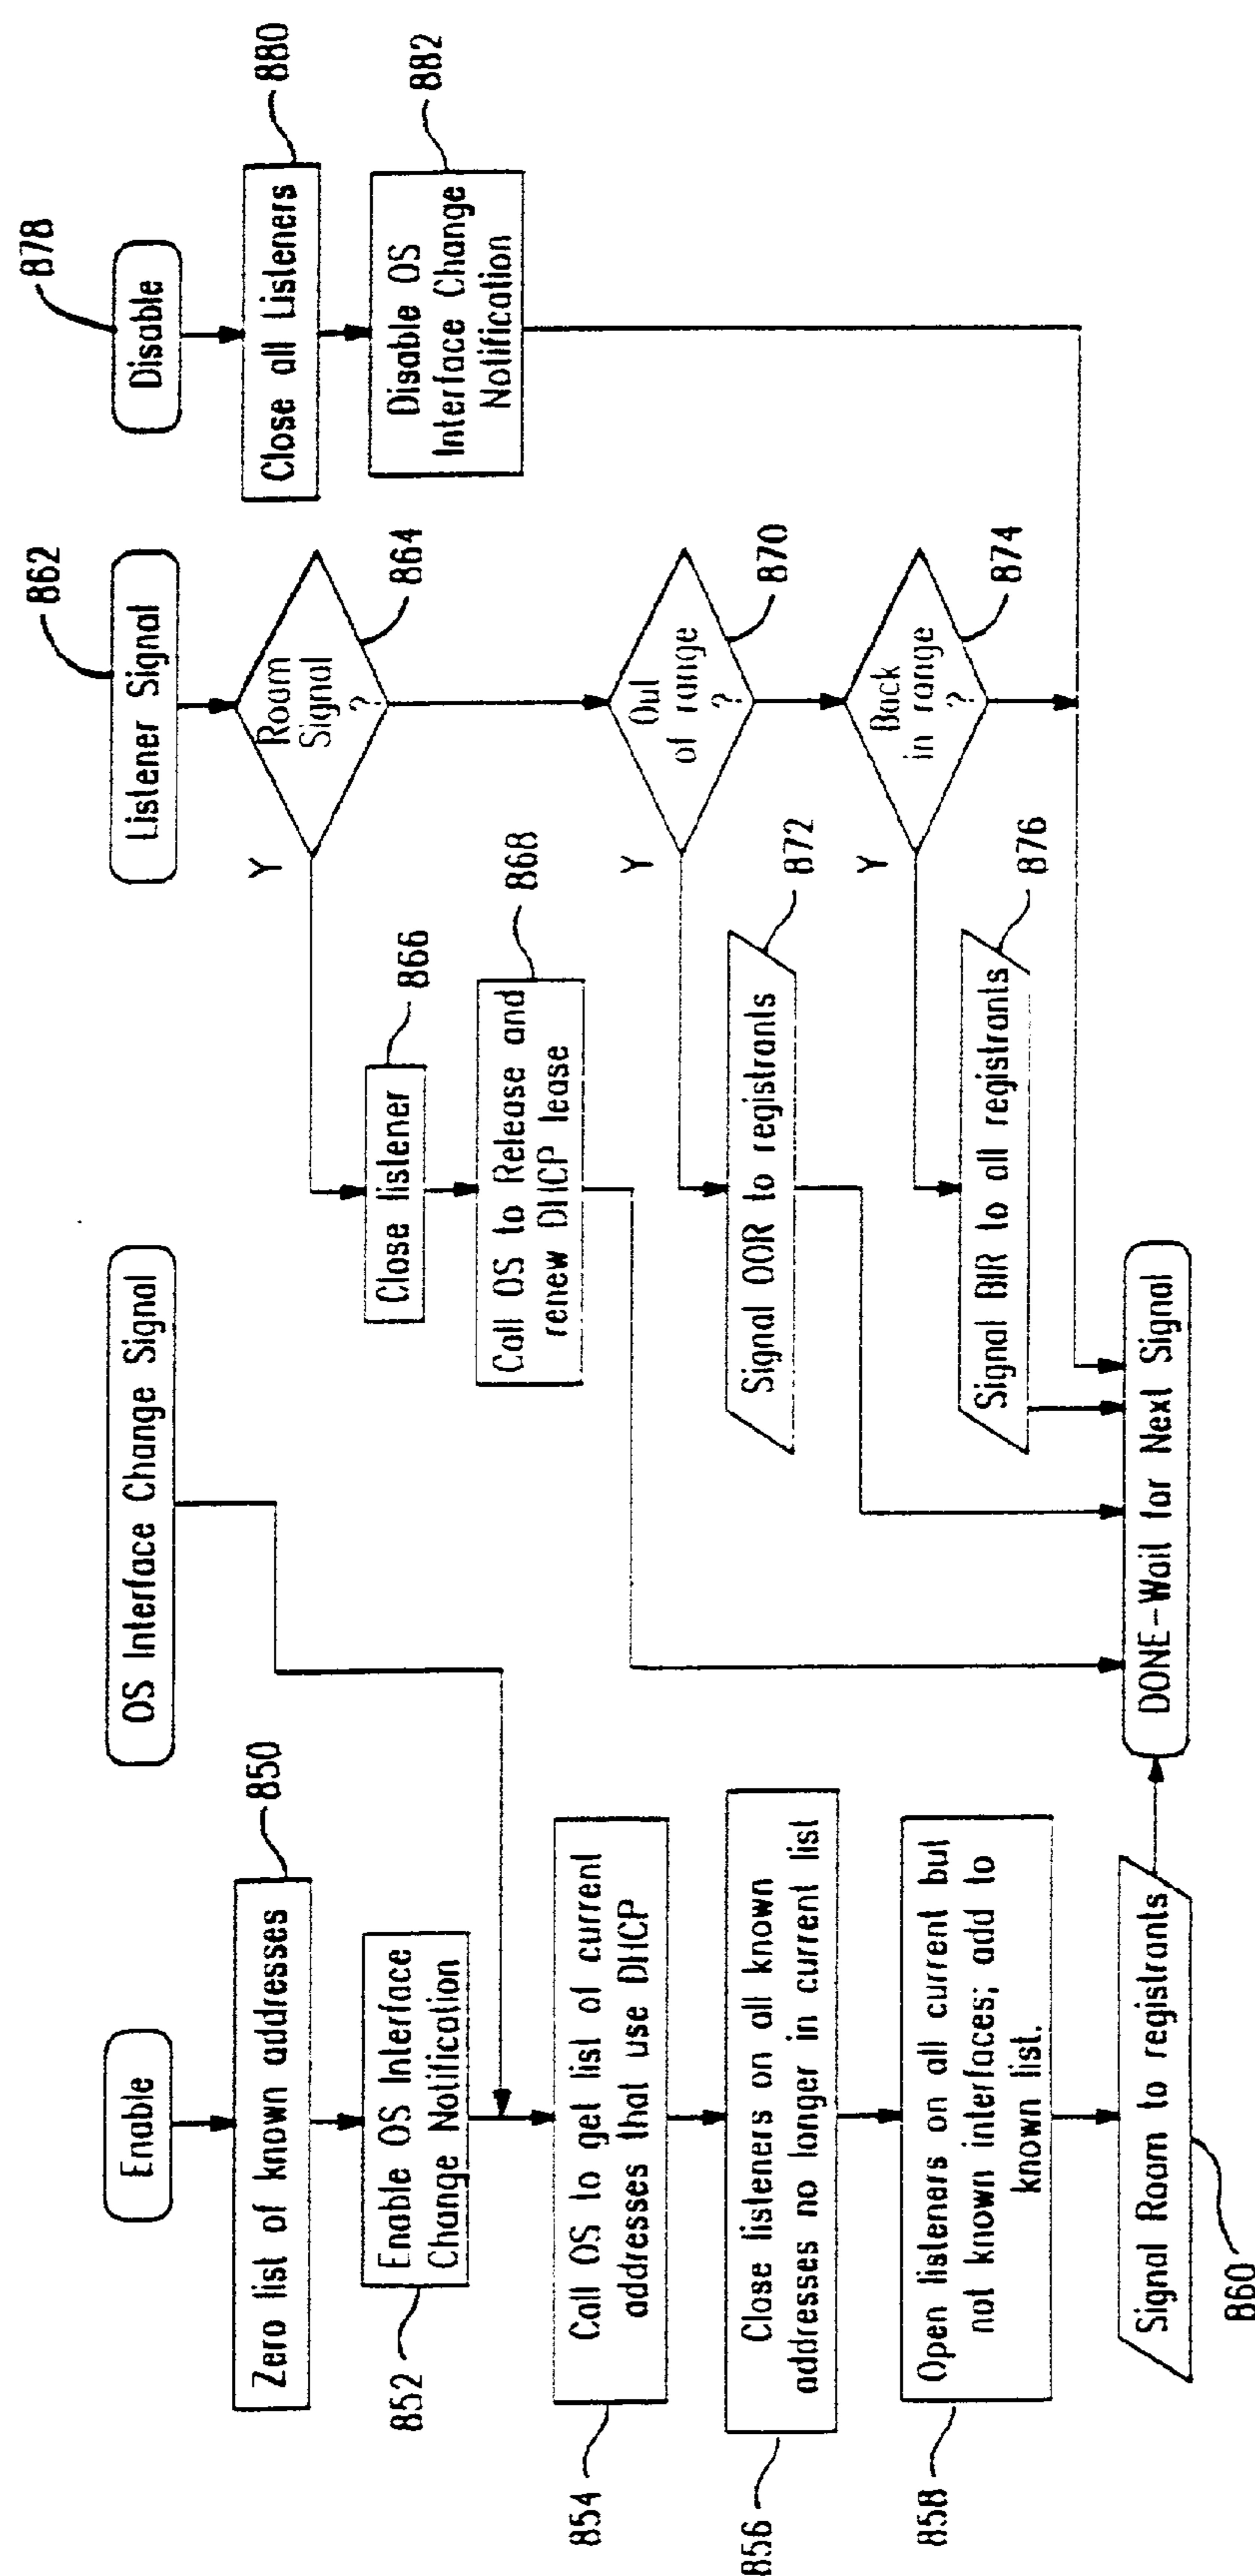 Enable
Zero list of known addresses
850
Enable OS Interface
Change Notification
852
Call OS to get list of current
addresses that use DHCP
854
Close listeners on all known
addresses no longer in current list
856
Open listeners on all current but
not known interfaces; add to
known list.
858
Signal Roam to registrants
860
OS Interface Change Signal
Listener Signal
862
Roam
Signal
?
864
Y
Close listener
866
Call OS to Release and
renew DHCP lease
868
Out
of range
?
870
Y
Signal OOR to registrants
872
Back
in range
?
874
Y
Signal BIR to all registrants
876
Disable
878
Close all Listeners
880
Disable OS
Interface Change
Notification
882
DONE-Wait for Next Signal